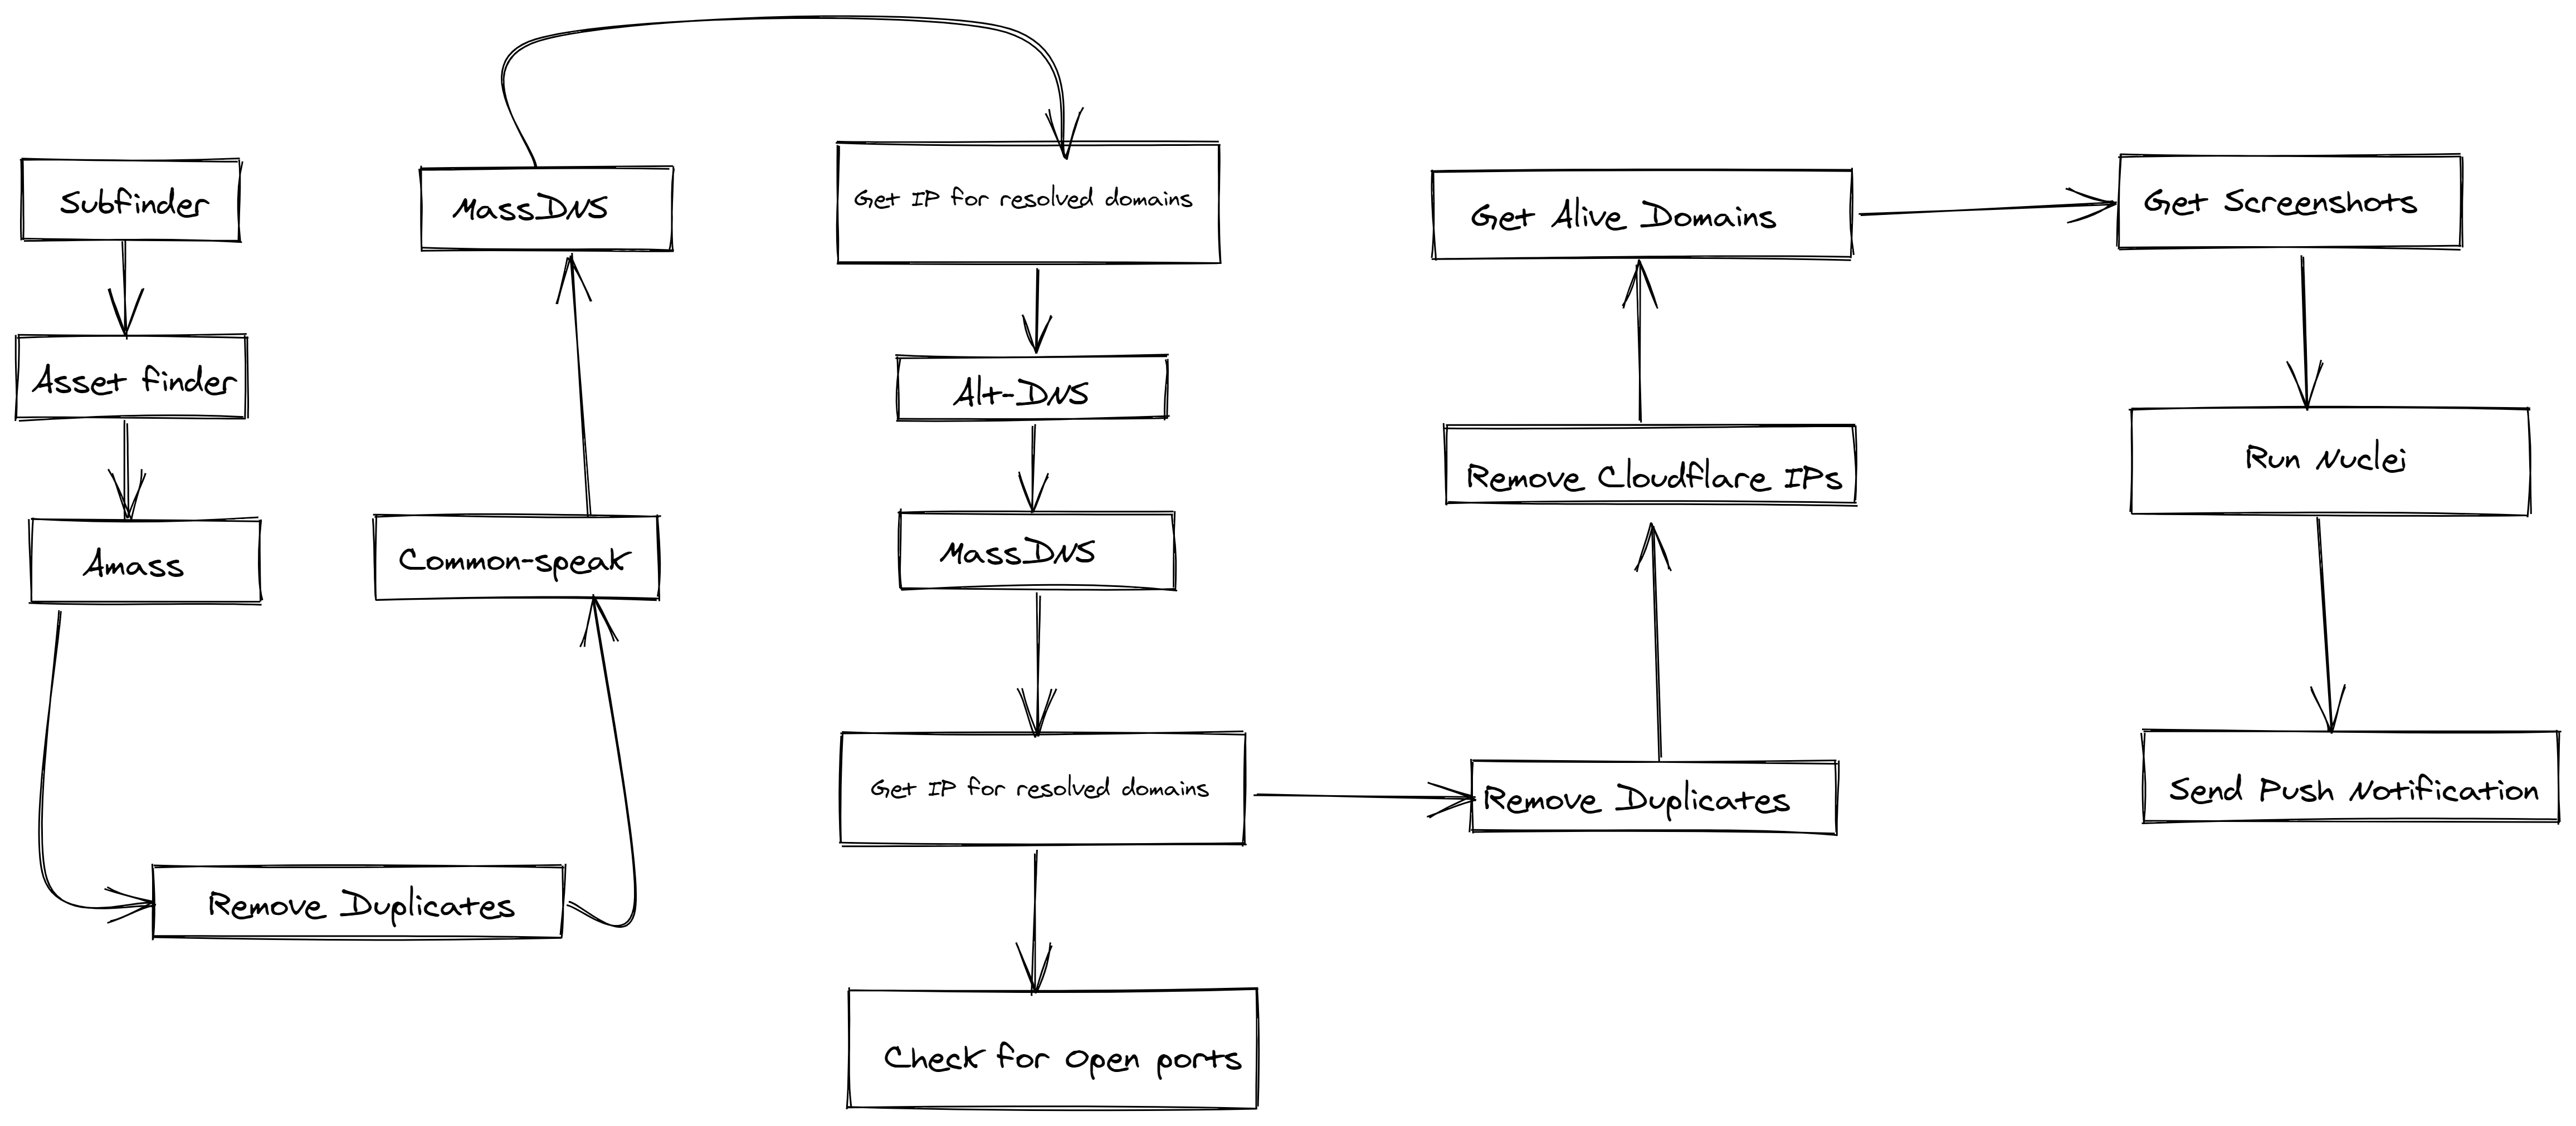 Subfinder
Asset finder
Amass
Remove Duplicates
Common-speak
MassDNS
Get IP for resolved domains
Alt-DNS
MassDNS
Get IP for resolved domains
Check for Open ports
Remove Duplicates
Remove Cloudflare IPs
Get Alive Domains
Get Screenshots
Run Nuclei
Send Push Notification